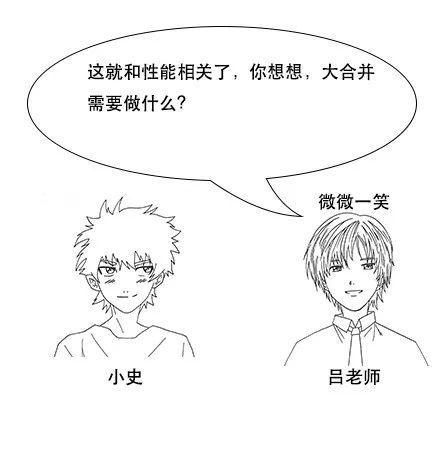 这就和性能相关了，你想想，大合并
需要做什么？
微微一笑
小史
吕老师